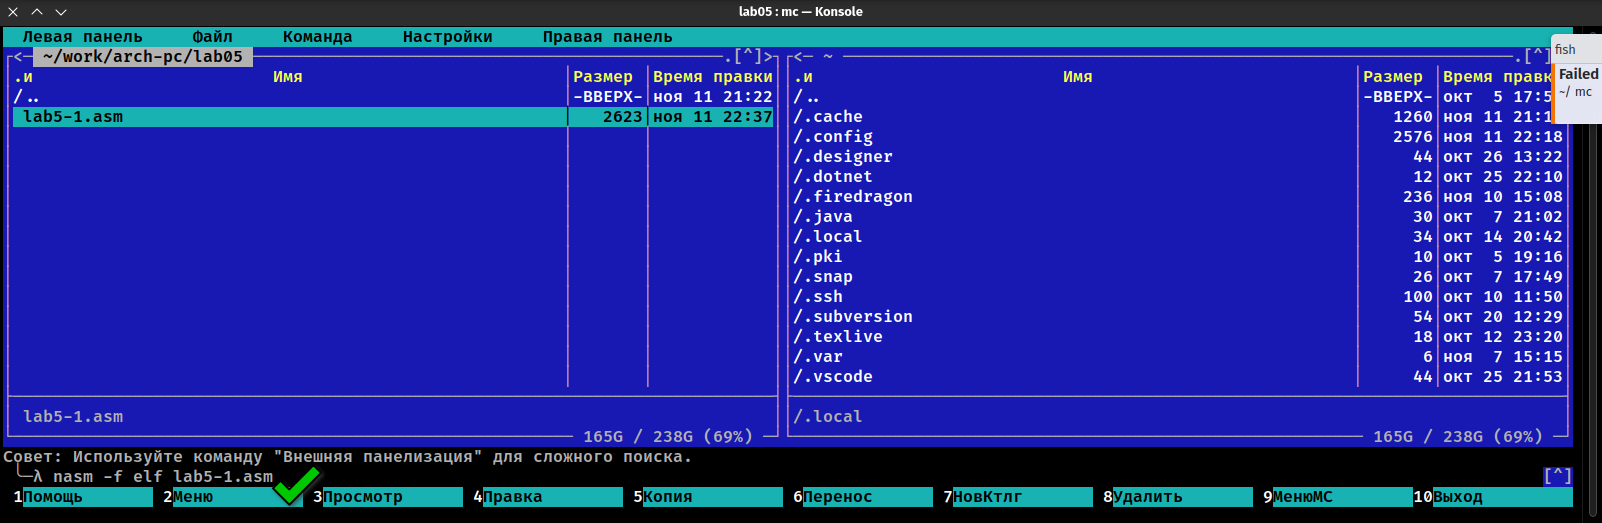 lab05 : mc — Konsole
Левая панель Файл Команда Настройки Правая панель
<─ ~/work/arch-pc/lab05 .[^]>
.и Имя Размер Время правки
/.. -ВВЕРХ- ноя 11 21:22
lab5-1.asm 2623 ноя 11 22:37
lab5-1.asm
165G / 238G (69%)
<─ ~ .[^]
.и Имя Размер Время правк
/.. -ВВЕРХ- окт 5 17:5
/.cache 1260 ноя 11 21:1
/.config 2576 ноя 11 22:18
/.designer 44 окт 26 13:22
/.dotnet 12 окт 25 22:10
/.firedragon 236 ноя 10 15:08
/.java 30 окт 7 21:02
/.local 34 окт 14 20:42
/.pki 10 окт 5 19:16
/.snap 26 окт 7 17:49
/.ssh 100 окт 10 11:50
/.subversion 54 окт 20 12:29
/.texlive 18 окт 12 23:20
/.var 6 ноя 7 15:15
/.vscode 44 окт 25 21:53
/.local
165G / 238G (69%)
fish
Failed
~/ mc
Совет: Используйте команду "Внешняя панелизация" для сложного поиска.
╰─λ nasm -f elf lab5-1.asm [^]
1Помощь 2Меню 3Просмотр 4Правка 5Копия 6Перенос 7НовКтлг 8Удалить 9МенюMC 10Выход